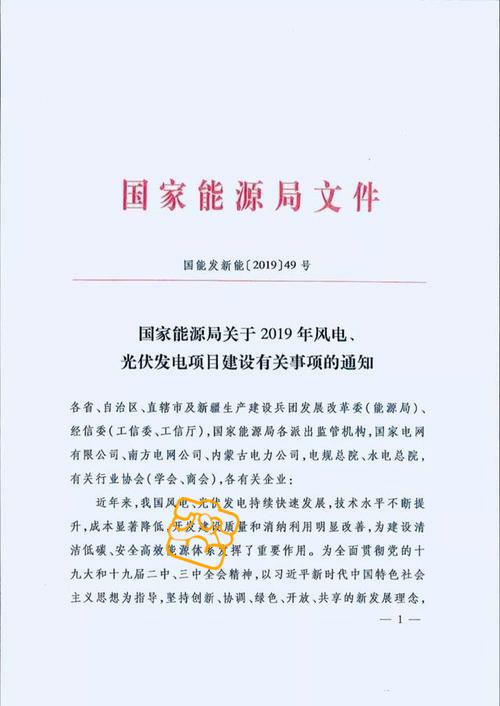 国家能源局文件
国能发新能〔2019〕49 号
国家能源局关于 2019 年风电、
光伏发电项目建设有关事项的通知
各省、自治区、直辖市及新疆生产建设兵团发展改革委(能源局)、
经信委(工信委、工信厅),国家能源局各派出监管机构,国家电网
有限公司、南方电网公司、内蒙古电力公司,电规总院、水电总院,
有关行业协会(学会、商会),各有关企业:
近年来,我国风电、光伏发电持续快速发展,技术水平不断提
升,成本显著降低,开发建设质量和消纳利用明显改善,为建设清
洁低碳、安全高效能源体系发挥了重要作用。为全面贯彻党的十
九大和十九届二中、三中全会精神,以习近平新时代中国特色社会
主义思想为指导,坚持创新、协调、绿色、开放、共享的新发展理念,
— 1 —